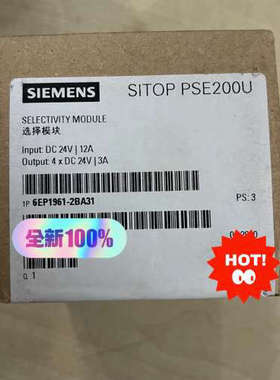 SIEMENS
SITOP PSE200U
SELECTIVITY MODULE
选择模块
Input: DC 24V | 12A
Output: 4 x DC 24V | 3A
1P 6EP1961-2BA31
PS: 3
全新100%
HOT!
Q. 1